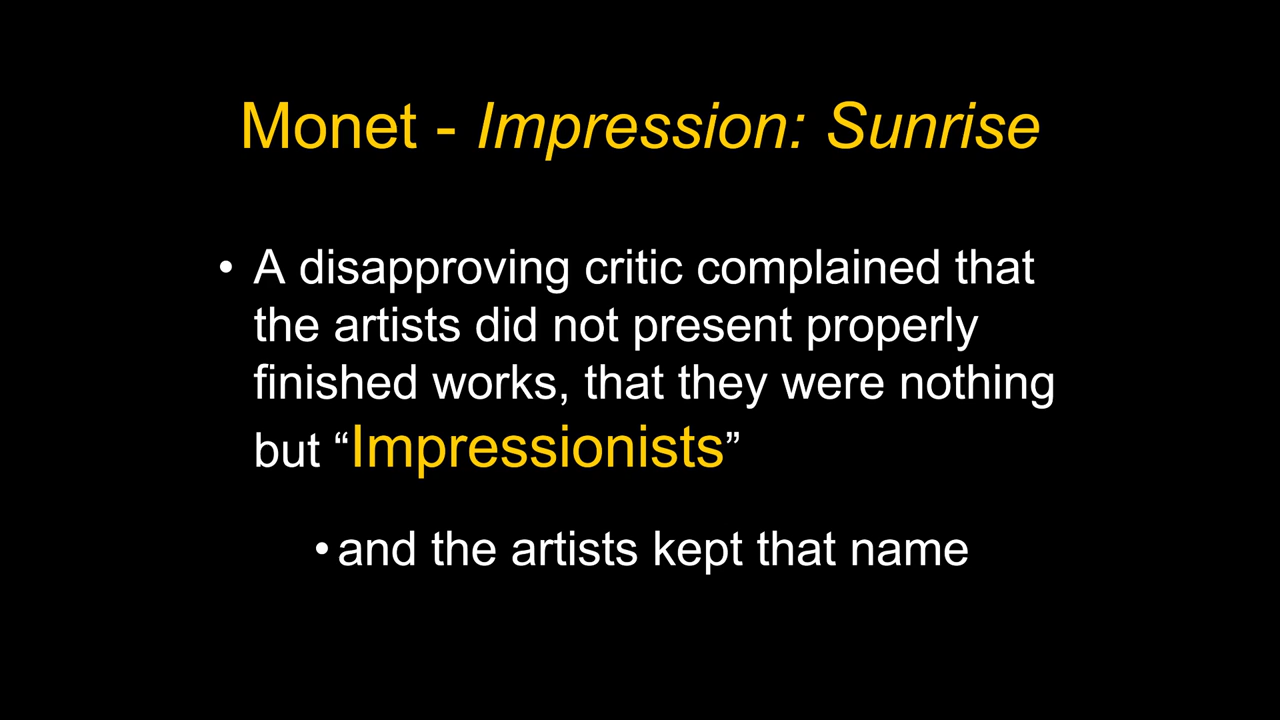 Monet - Impression: Sunrise
• A disapproving critic complained that
the artists did not present properly
finished works, that they were nothing
but “Impressionists”
• and the artists kept that name